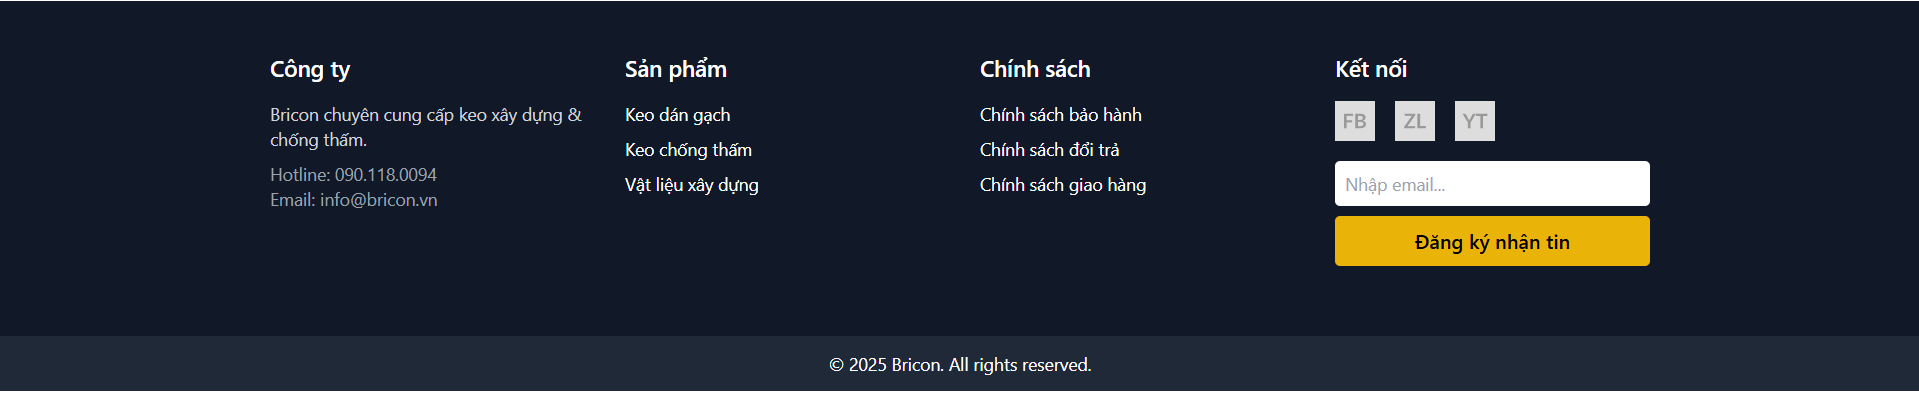 Công ty
Bricon chuyên cung cấp keo xây dựng &
chống thấm.
Hotline: 090.118.0094
Email: info@bricon.vn
Sản phẩm
Keo dán gạch
Keo chống thấm
Vật liệu xây dựng
Chính sách
Chính sách bảo hành
Chính sách đổi trả
Chính sách giao hàng
Kết nối
FB ZL YT
Nhập email...
Đăng ký nhận tin
© 2025 Bricon. All rights reserved.